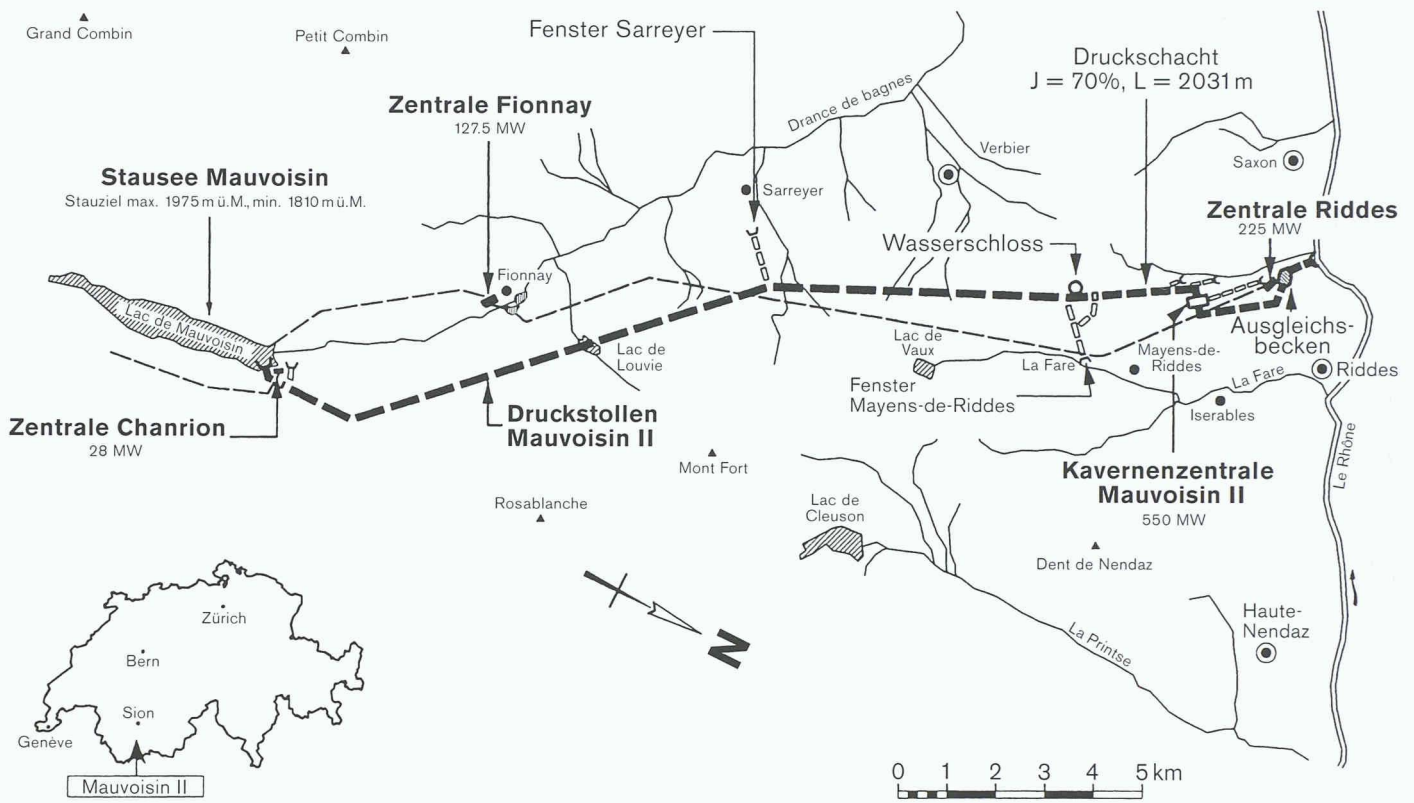 Grand Combin
Petit Combin
Fenster Sarreyer
Druckschacht
J = 70%, L = 2031 m
Zentrale Fionnay
127.5 MW
Drance de bagnes
Verbier
Saxon
Stausee Mauvoisin
Stauziel max. 1975 m ü.M., min. 1810 m ü.M.
Sarreyer
Zentrale Riddes
225 MW
Wasserschloss
Fionnay
Lac de Mauvoisin
Lac de
Louvie
Lac de
Vaux
La Fare
Mayens-de-
Riddes
Ausgleichs-
becken
Riddes
La Fare
Fenster
Mayens-de-Riddes
Iserables
Zentrale Chanrion
28 MW
Druckstollen
Mauvoisin II
Mont Fort
Kavernenzentrale
Mauvoisin II
550 MW
Le Rhône
Rosablanche
Lac de
Cleuson
Dent de Nendaz
Zürich
Bern
Sion
Genève
Mauvoisin II
N
La Printse
Haute-
Nendaz
0 1 2 3 4 5 km